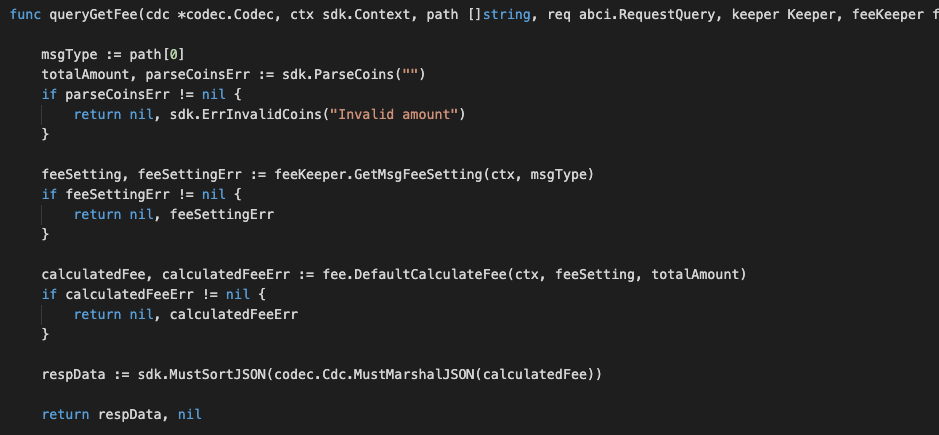 func queryGetFee(cdc *codec.Codec, ctx sdk.Context, path []string, req abci.RequestQuery, keeper Keeper, feeKeeper f
msgType := path[0]
totalAmount, parseCoinsErr := sdk.ParseCoins("")
if parseCoinsErr != nil {
return nil, sdk.ErrInvalidCoins("Invalid amount")
}
feeSetting, feeSettingErr := feeKeeper.GetMsgFeeSetting(ctx, msgType)
if feeSettingErr != nil {
return nil, feeSettingErr
}
calculatedFee, calculatedFeeErr := fee.DefaultCalculateFee(ctx, feeSetting, totalAmount)
if calculatedFeeErr != nil {
return nil, calculatedFeeErr
}
respData := sdk.MustSortJSON(codec.Cdc.MustMarshalJSON(calculatedFee))
return respData, nil